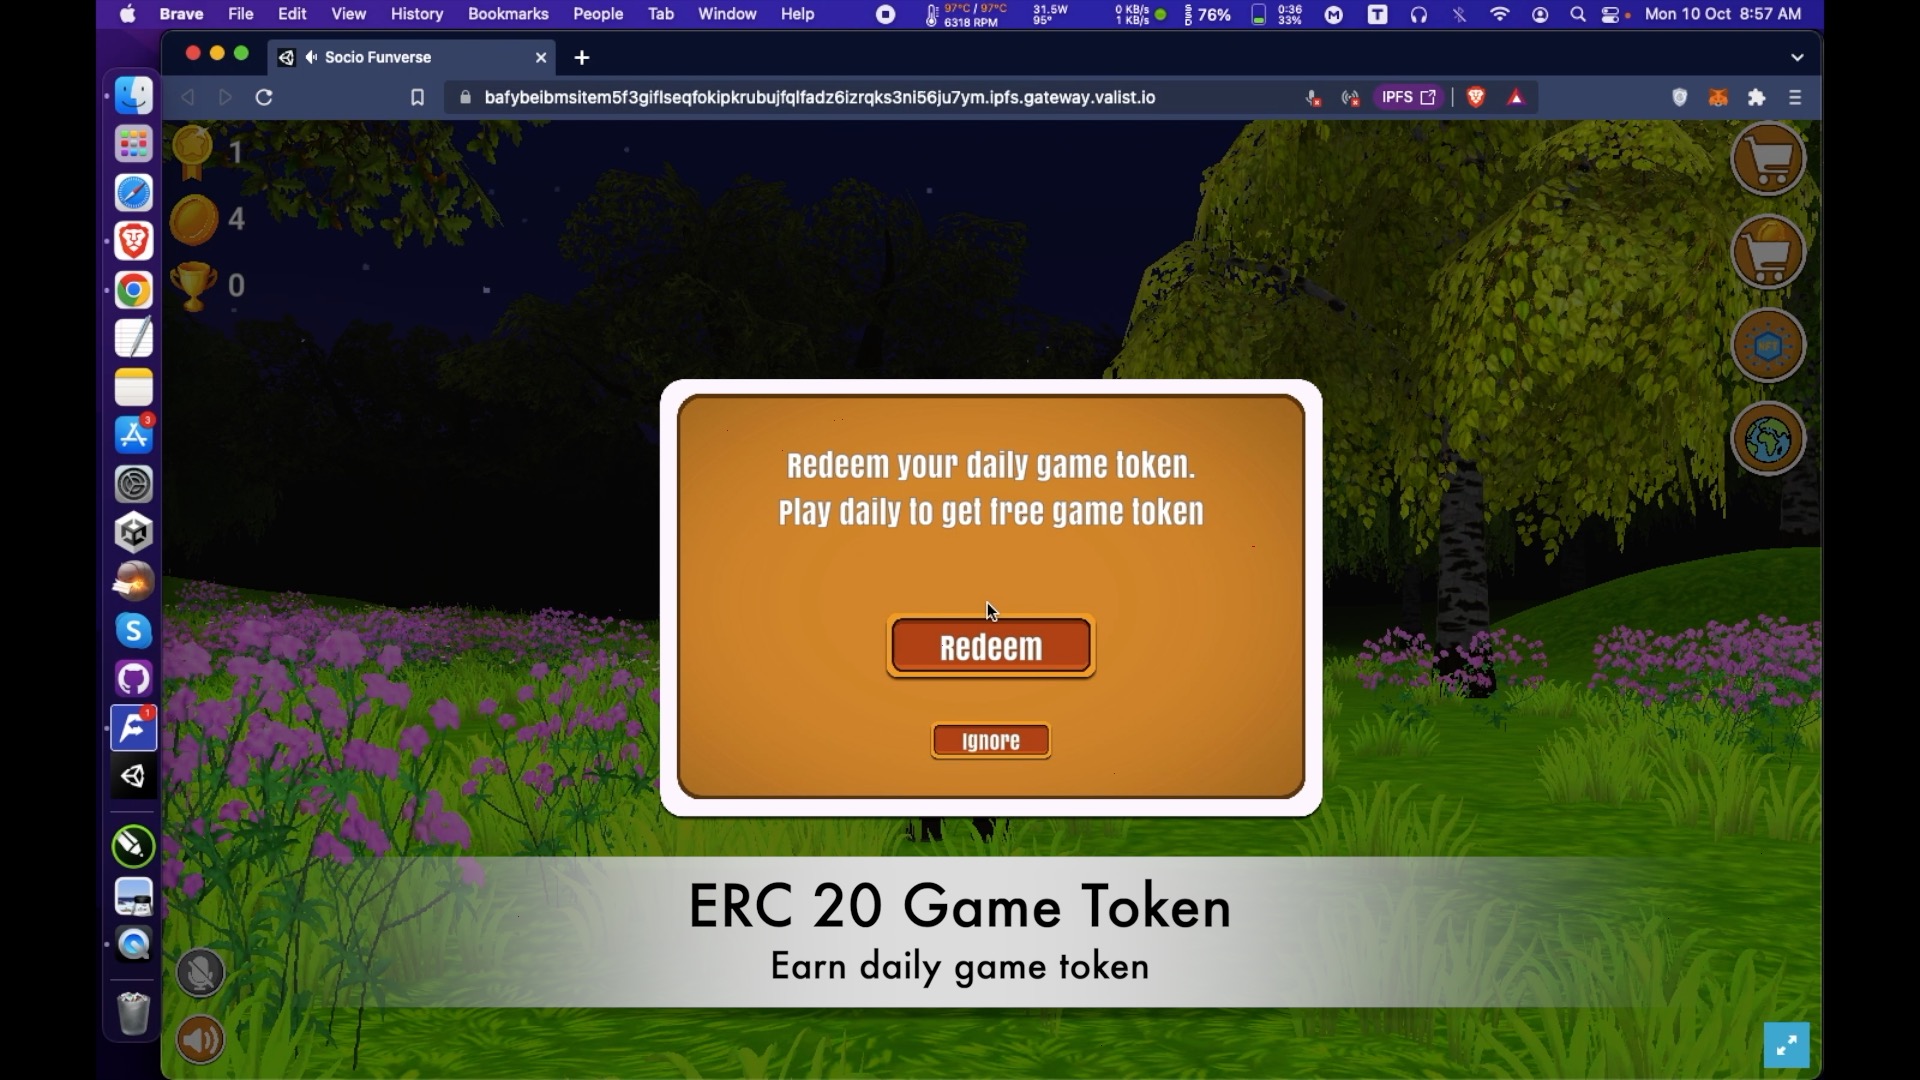 Brave File Edit View History Bookmarks People Tab Window Help
97°C / 97°C
6318 RPM
31.5W
95°
0 KB/s
1 KB/s
76%
0:36
33%
Mon 10 Oct 8:57 AM
Socio Funverse
bafybeibmsitem5f3giflseqfokipkrubujfqlfadz6izrqks3ni56ju7ym.ipfs.gateway.valist.io
IPFS
1
4
0
NFT
3
S
1
Redeem your daily game token.
Play daily to get free game token
Redeem
Ignore
ERC 20 Game Token
Earn daily game token